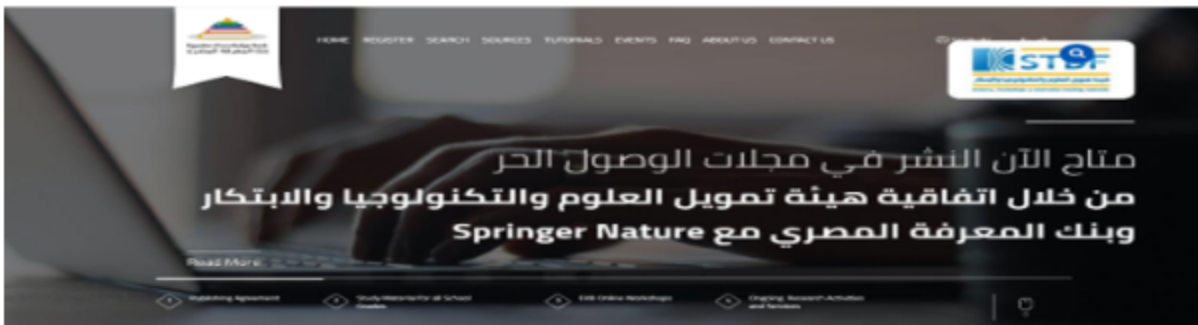 HOME REGISTER SEARCH SOURCES TUTORIALS EVENTS FAQ ABOUT US CONTACT US
STDF
متاح الآن النشر في مجلات الوصول الحر
من خلال اتفاقية هيئة تمويل العلوم والتكنولوجيا والابتكار
وبنك المعرفة المصري مع Springer Nature
Read More
Publishing Agreement
Study Material for all School
Grades
EKB Online Workshops
Ongoing Research Activities
and Services